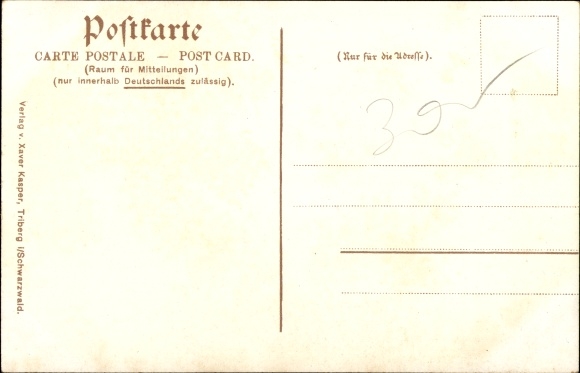 Postkarte
CARTE POSTALE — POST CARD.
(Raum für Mitteilungen)
(nur innerhalb Deutschlands zulässig).
(Nur für die Adresse).
39
Verlag v. Xaver Kasper, Triberg i/Schwarzwald.